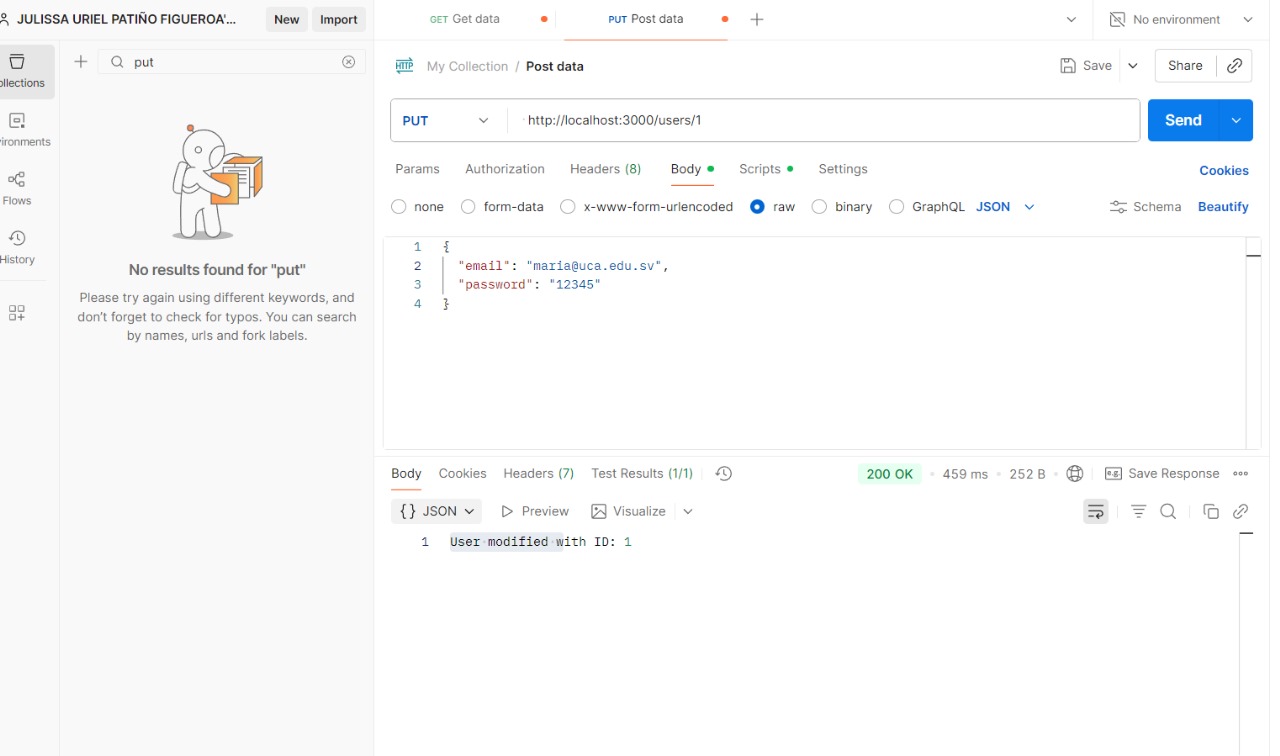 JULISSA URIEL PATIÑO FIGUEROA'... New Import
GET Get data PUT Post data No environment
put
ollections
vironments
Flows
History
No results found for "put"
Please try again using different keywords, and
don't forget to check for typos. You can search
by names, urls and fork labels.
HTTP My Collection / Post data Save Share
PUT http://localhost:3000/users/1 Send
Params Authorization Headers (8) Body Scripts Settings Cookies
none form-data x-www-form-urlencoded raw binary GraphQL JSON Schema Beautify
1 {
2 "email": "maria@uca.edu.sv",
3 "password": "12345"
4 }
Body Cookies Headers (7) Test Results (1/1) 200 OK 459 ms 252 B e.g. Save Response
{} JSON Preview Visualize
1 User modified with ID: 1